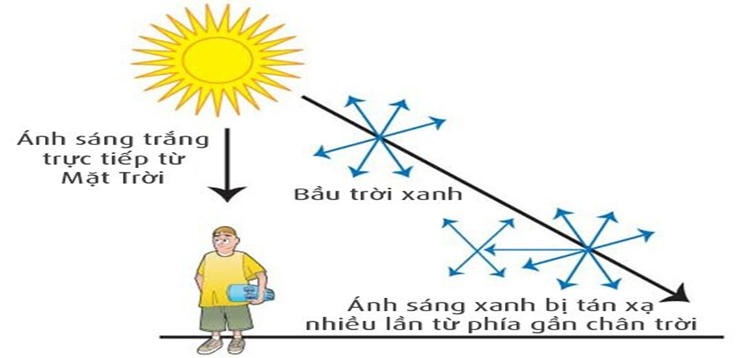 Ánh sáng trắng
trực tiếp từ
Mặt Trời
Bầu trời xanh
Ánh sáng xanh bị tán xạ
nhiều lần từ phía gần chân trời